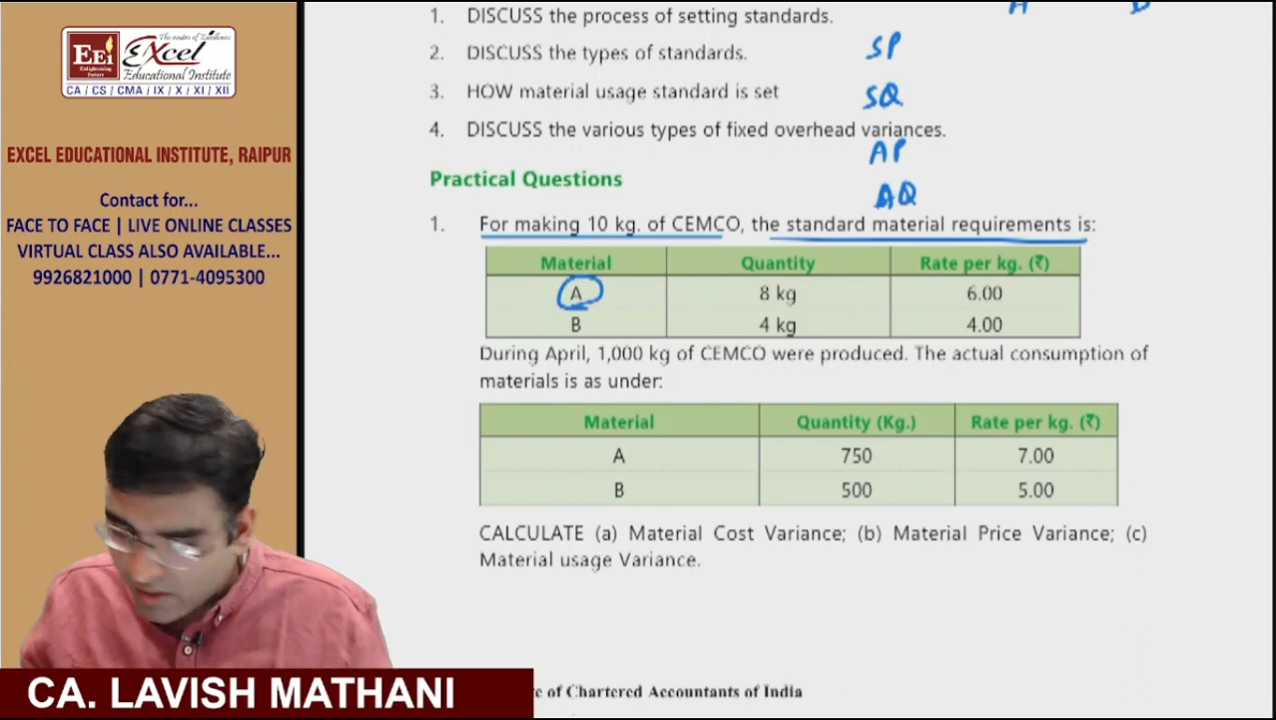 The centre of Excellence
EEi
Enlightening
Future
Excel
Educational Institute
CA / CS / CMA / IX / X / XI / XII
EXCEL EDUCATIONAL INSTITUTE, RAIPUR
Contact for...
FACE TO FACE | LIVE ONLINE CLASSES
VIRTUAL CLASS ALSO AVAILABLE...
9926821000 | 0771-4095300
1. DISCUSS the process of setting standards.
2. DISCUSS the types of standards.
SP
3. HOW material usage standard is set
SQ
4. DISCUSS the various types of fixed overhead variances.
AP
Practical Questions
AQ
1. For making 10 kg. of CEMCO, the standard material requirements is:
Material Quantity Rate per kg. (₹)
A 8 kg 6.00
B 4 kg 4.00
During April, 1,000 kg of CEMCO were produced. The actual consumption of
materials is as under:
Material Quantity (Kg.) Rate per kg. (₹)
A 750 7.00
B 500 5.00
CALCULATE (a) Material Cost Variance; (b) Material Price Variance; (c)
Material usage Variance.
of Chartered Accountants of India
CA. LAVISH MATHANI